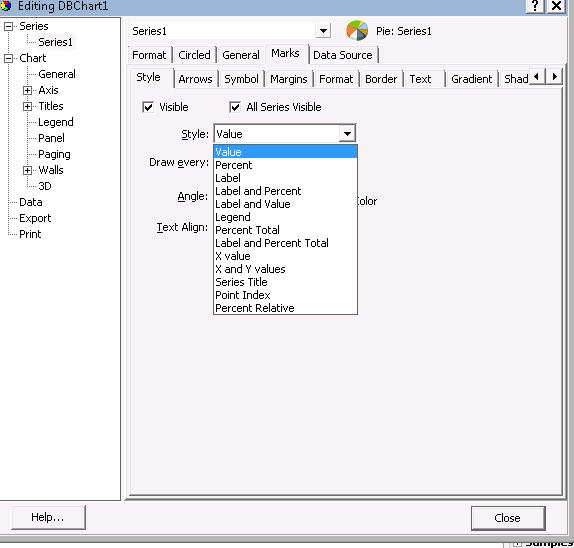 Editing DBChart1
?
Series
Series1
Chart
General
Axis
Titles
Legend
Panel
Paging
Walls
3D
Data
Export
Print
Series1
Pie: Series1
Format Circled General Marks Data Source
Style Arrows Symbol Margins Format Border Text Gradient Shad
Visible
All Series Visible
Style: Value
Draw every:
Angle:
Color
Text Align:
Value
Percent
Label
Label and Percent
Label and Value
Legend
Percent Total
Label and Percent Total
X value
X and Y values
Series Title
Point Index
Percent Relative
Help...
Close
Samples